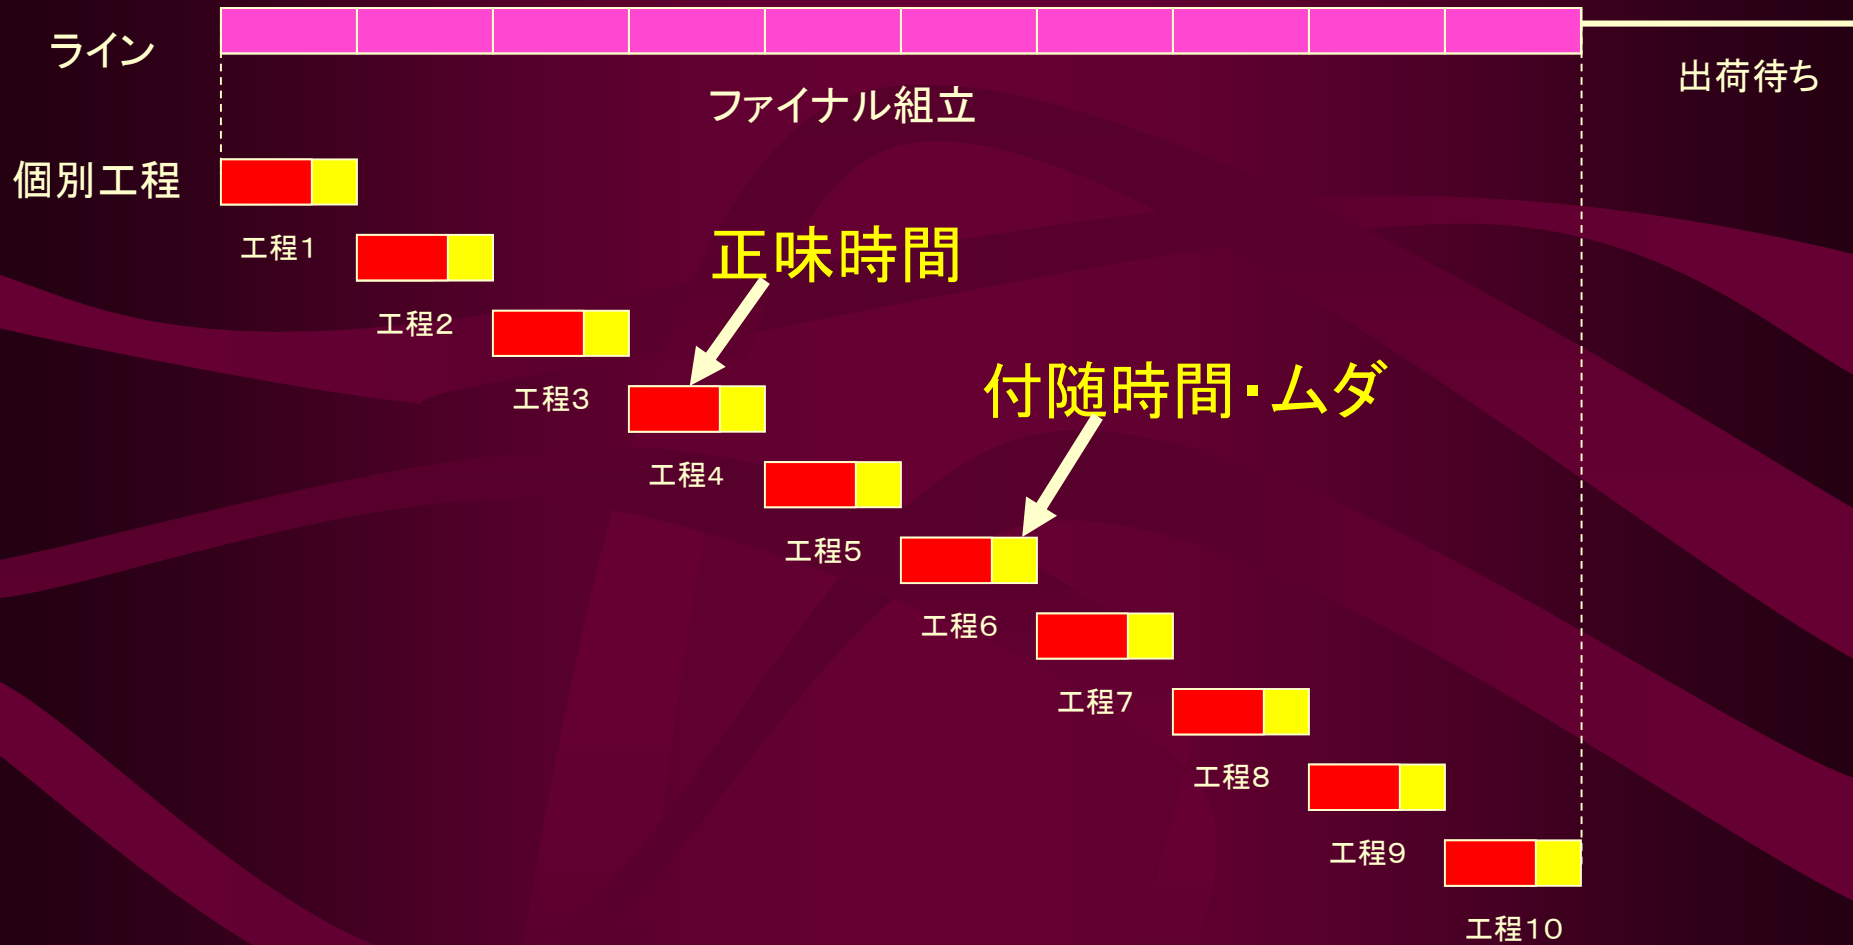 ライン
ファイナル組立
出荷待ち
個別工程
工程1
正味時間
工程2
付随時間・ムダ
工程3
工程4
工程5
工程6
工程7
工程8
工程9
工程10